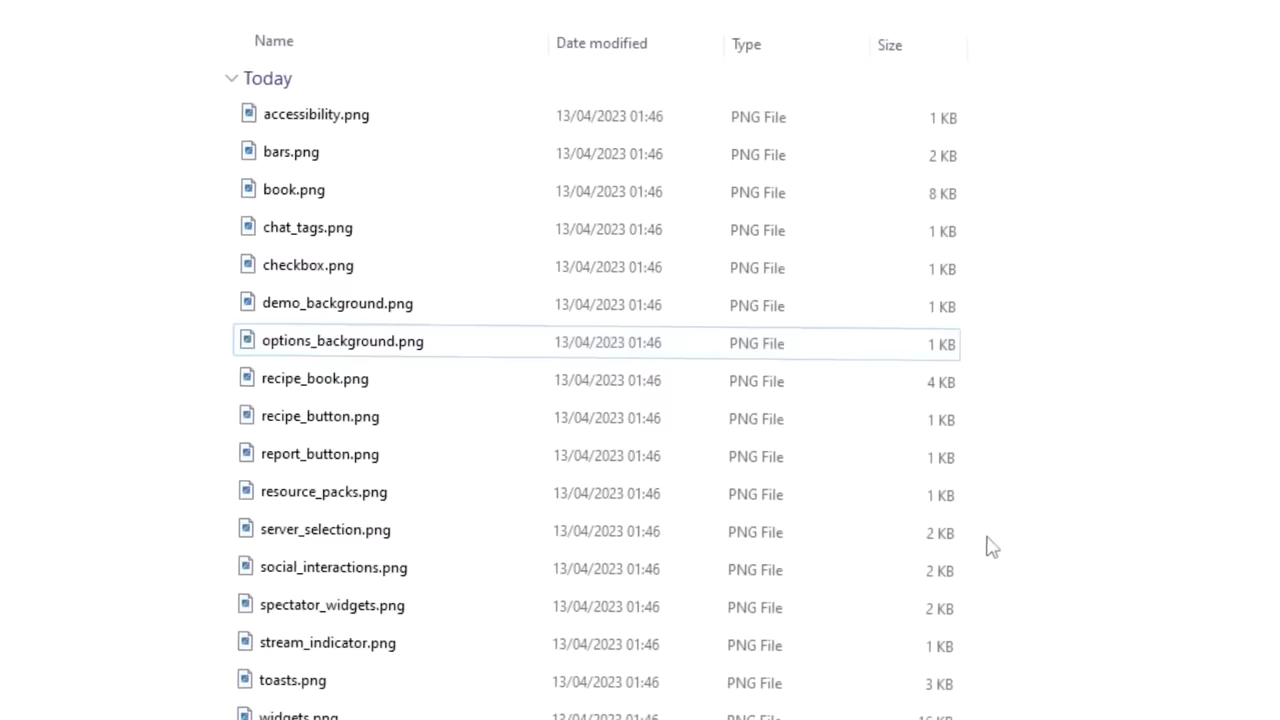 Name Date modified Type Size
Today
accessibility.png 13/04/2023 01:46 PNG File 1 KB
bars.png 13/04/2023 01:46 PNG File 2 KB
book.png 13/04/2023 01:46 PNG File 8 KB
chat_tags.png 13/04/2023 01:46 PNG File 1 KB
checkbox.png 13/04/2023 01:46 PNG File 1 KB
demo_background.png 13/04/2023 01:46 PNG File 1 KB
options_background.png 13/04/2023 01:46 PNG File 1 KB
recipe_book.png 13/04/2023 01:46 PNG File 4 KB
recipe_button.png 13/04/2023 01:46 PNG File 1 KB
report_button.png 13/04/2023 01:46 PNG File 1 KB
resource_packs.png 13/04/2023 01:46 PNG File 1 KB
server_selection.png 13/04/2023 01:46 PNG File 2 KB
social_interactions.png 13/04/2023 01:46 PNG File 2 KB
spectator_widgets.png 13/04/2023 01:46 PNG File 2 KB
stream_indicator.png 13/04/2023 01:46 PNG File 1 KB
toasts.png 13/04/2023 01:46 PNG File 3 KB
widgets.png 13/04/2023 01:46 PNG File